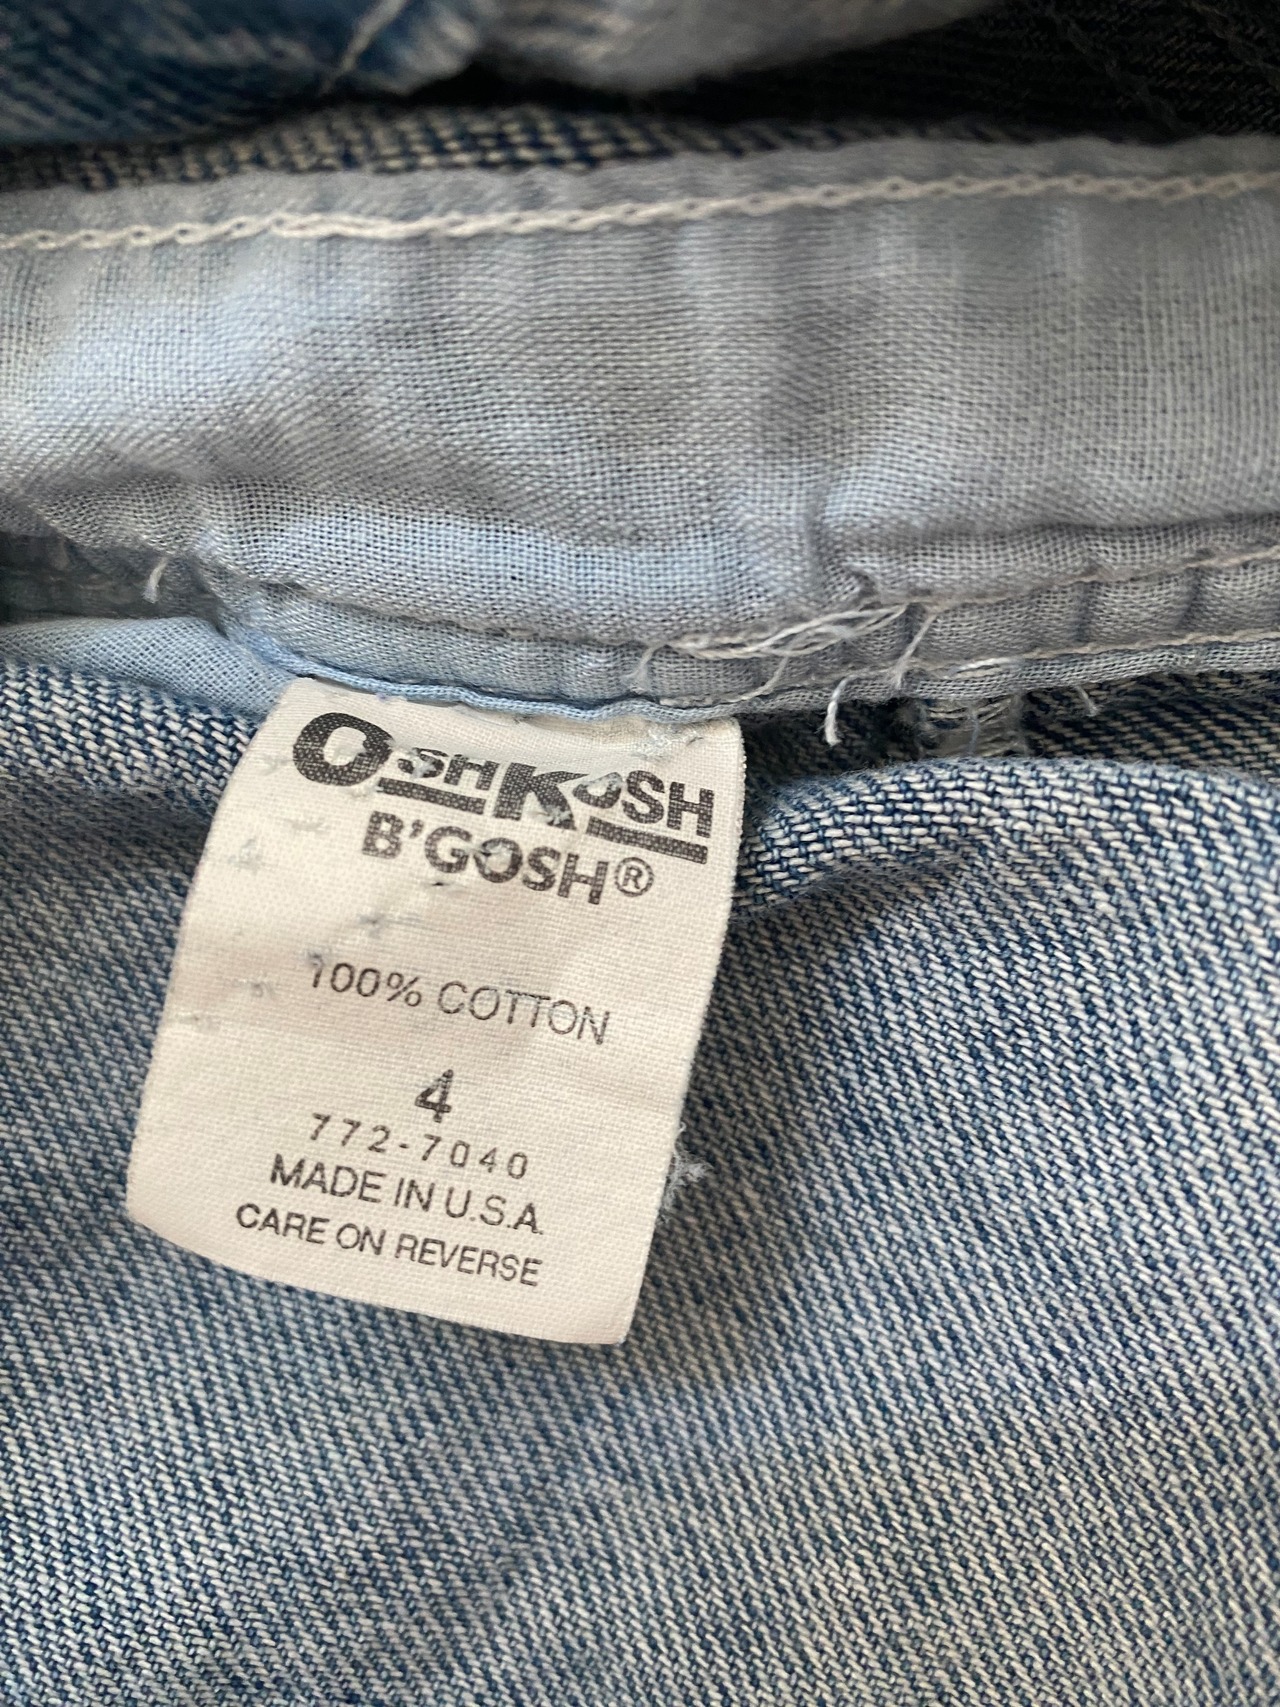 OSHKOSH
B'GOSH®
100% COTTON
4
772-7040
MADE IN U.S.A.
CARE ON REVERSE